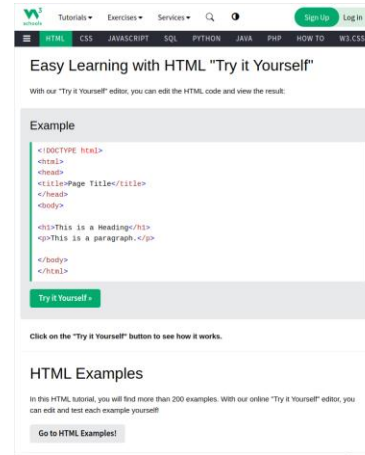 W3
schools
Tutorials Exercises Services Sign Up Log in
HTML CSS JAVASCRIPT SQL PYTHON JAVA PHP HOW TO W3.CSS
Easy Learning with HTML "Try it Yourself"
With our "Try it Yourself" editor, you can edit the HTML code and view the result:
Example
<!DOCTYPE html>
<html>
<head>
<title>Page Title</title>
</head>
<body>
<h1>This is a Heading</h1>
<p>This is a paragraph.</p>
</body>
</html>
Try it Yourself »
Click on the "Try it Yourself" button to see how it works.
HTML Examples
In this HTML tutorial, you will find more than 200 examples. With our online "Try it Yourself" editor, you
can edit and test each example yourself!
Go to HTML Examples!